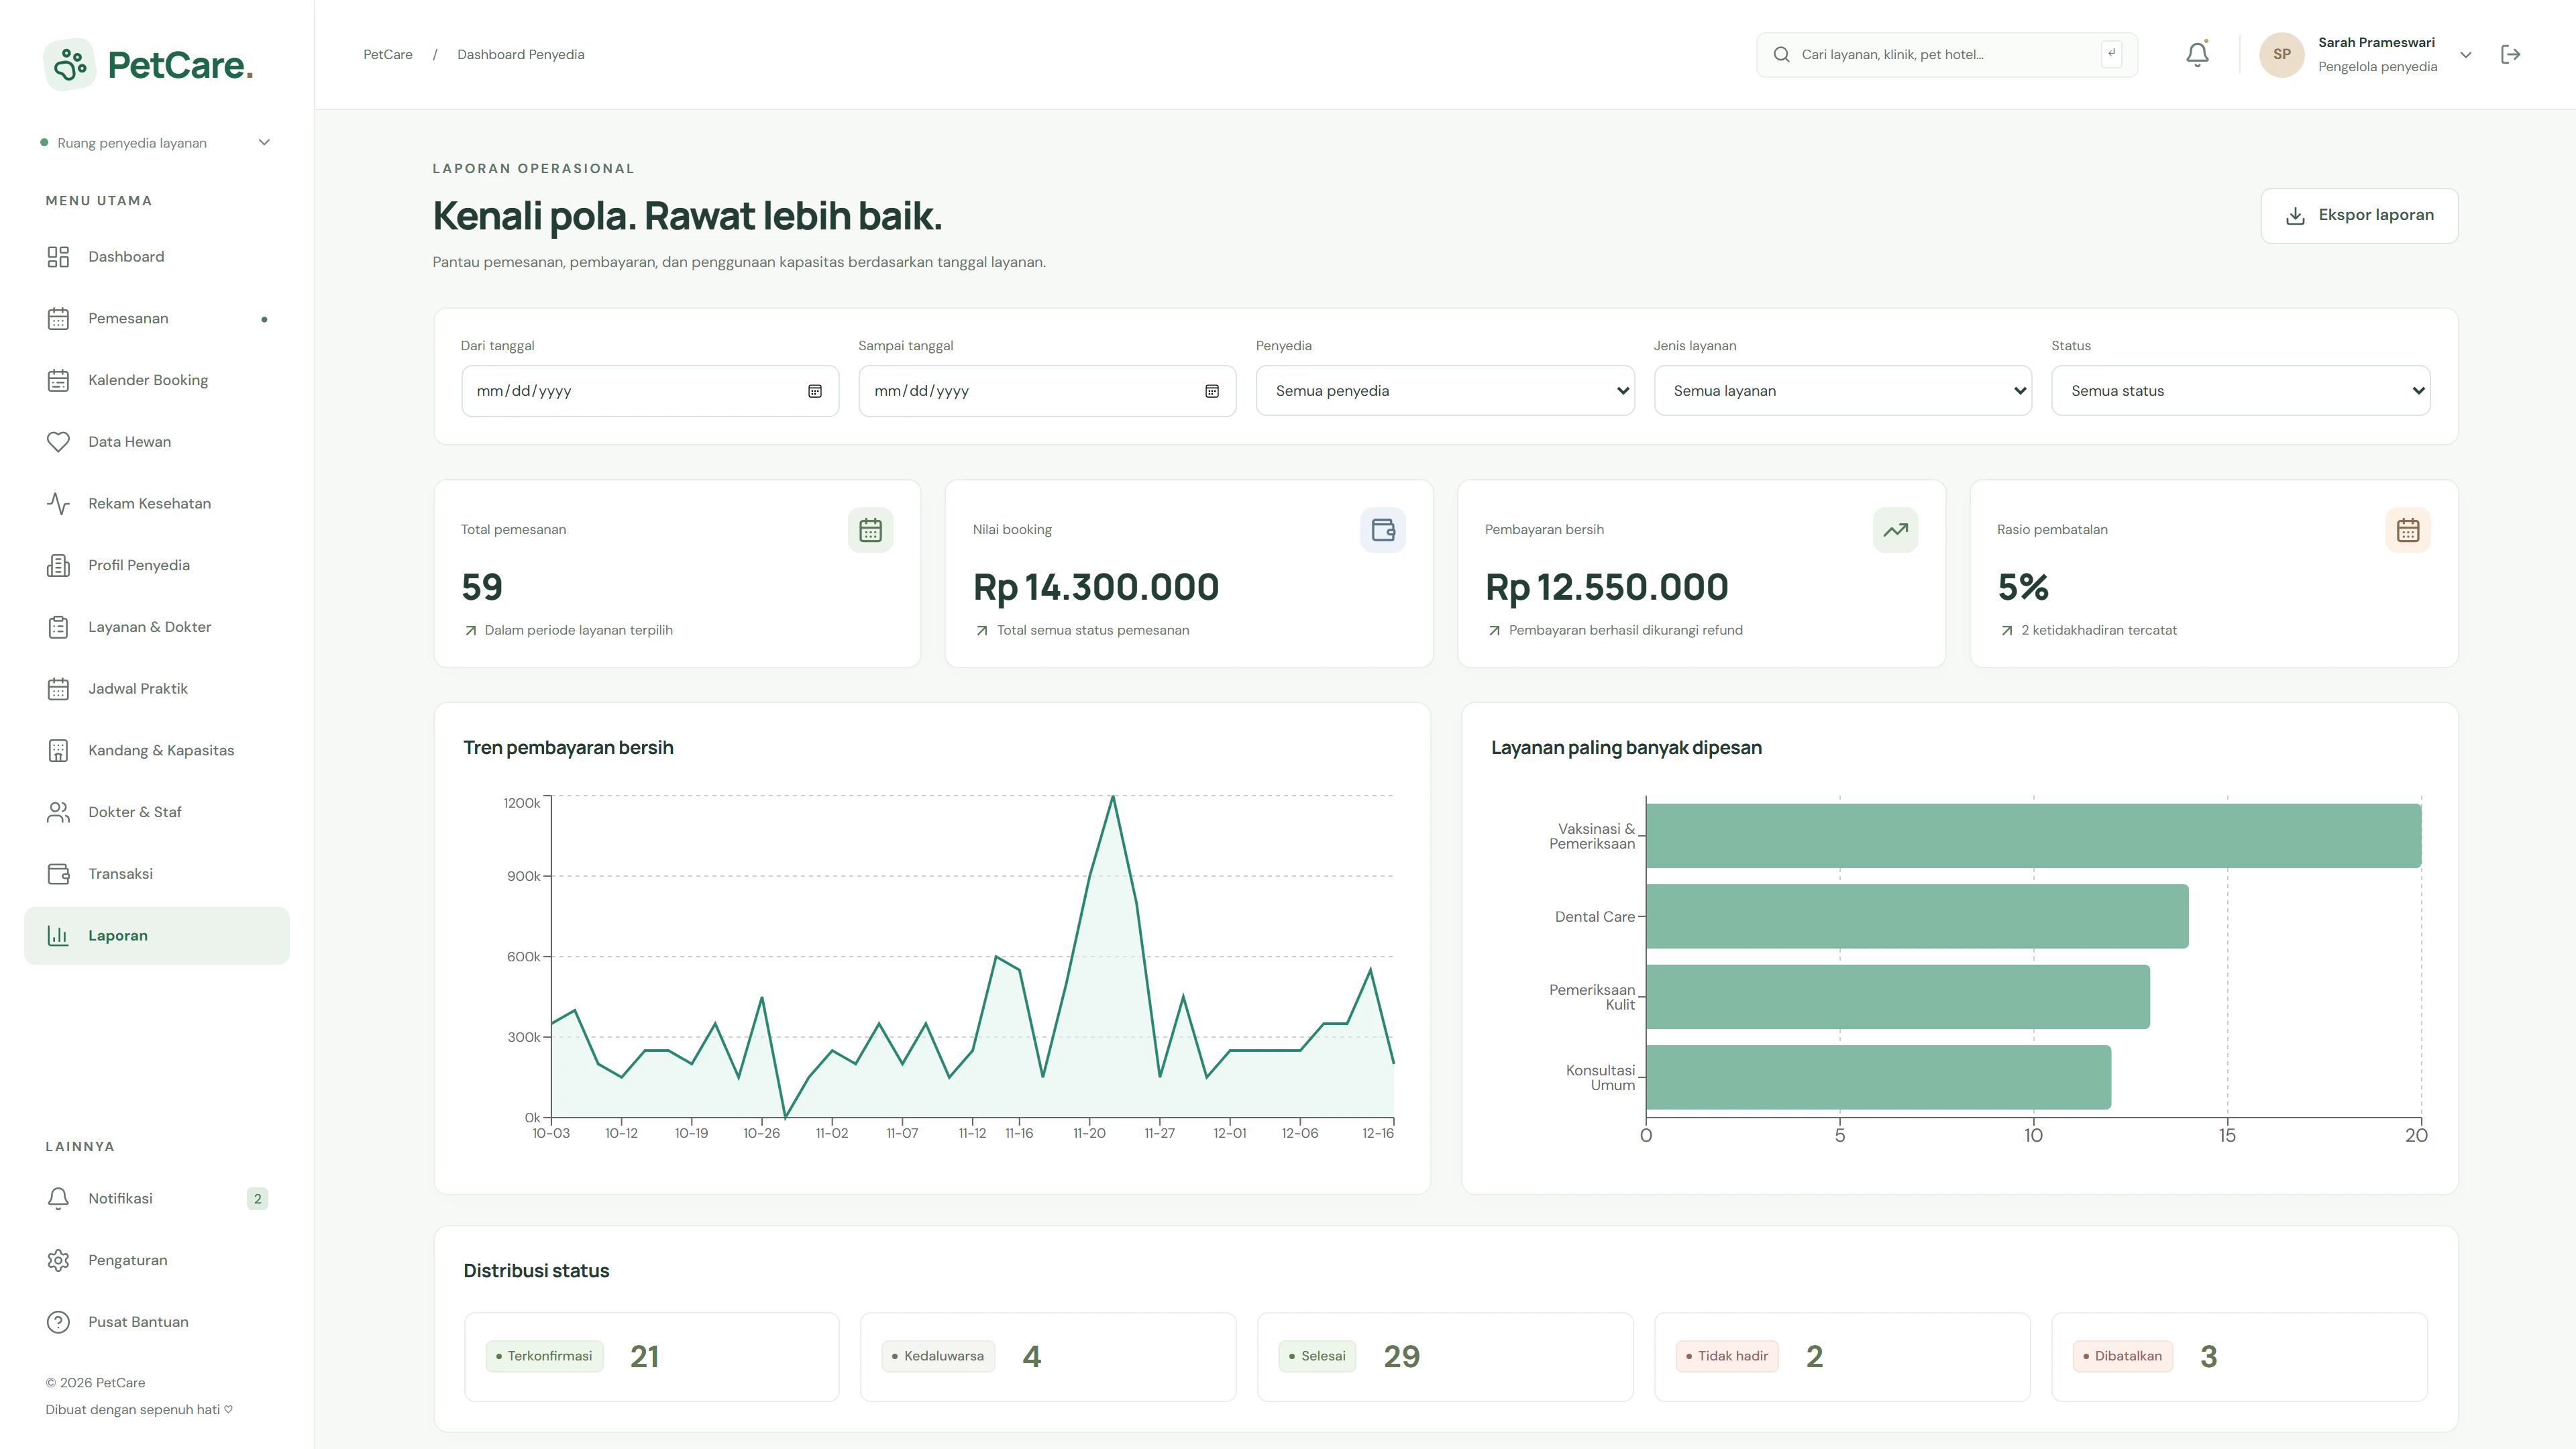 PetCare.
Ruang penyedia layanan
MENU UTAMA
Dashboard
Pemesanan
Kalender Booking
Data Hewan
Rekam Kesehatan
Profil Penyedia
Layanan & Dokter
Jadwal Praktik
Kandang & Kapasitas
Dokter & Staf
Transaksi
Laporan
LAINNYA
Notifikasi 2
Pengaturan
Pusat Bantuan
© 2026 PetCare
Dibuat dengan sepenuh hati ♡
PetCare / Dashboard Penyedia
Cari layanan, klinik, pet hotel...
SP
Sarah Prameswari
Pengelola penyedia
LAPORAN OPERASIONAL
Kenali pola. Rawat lebih baik.
Pantau pemesanan, pembayaran, dan penggunaan kapasitas berdasarkan tanggal layanan.
Ekspor laporan
Dari tanggal
mm/dd/yyyy
Sampai tanggal
mm/dd/yyyy
Penyedia
Semua penyedia
Jenis layanan
Semua layanan
Status
Semua status
Total pemesanan
59
Dalam periode layanan terpilih
Nilai booking
Rp 14.300.000
Total semua status pemesanan
Pembayaran bersih
Rp 12.550.000
Pembayaran berhasil dikurangi refund
Rasio pembatalan
5%
2 ketidakhadiran tercatat
Tren pembayaran bersih
1200k
900k
600k
300k
0k
10-03 10-12 10-19 10-26 11-02 11-07 11-12 11-16 11-20 11-27 12-01 12-06 12-16
Layanan paling banyak dipesan
Vaksinasi &
Pemeriksaan
Dental Care
Pemeriksaan
Kulit
Konsultasi
Umum
0 5 10 15 20
Distribusi status
Terkonfirmasi 21
Kedaluwarsa 4
Selesai 29
Tidak hadir 2
Dibatalkan 3